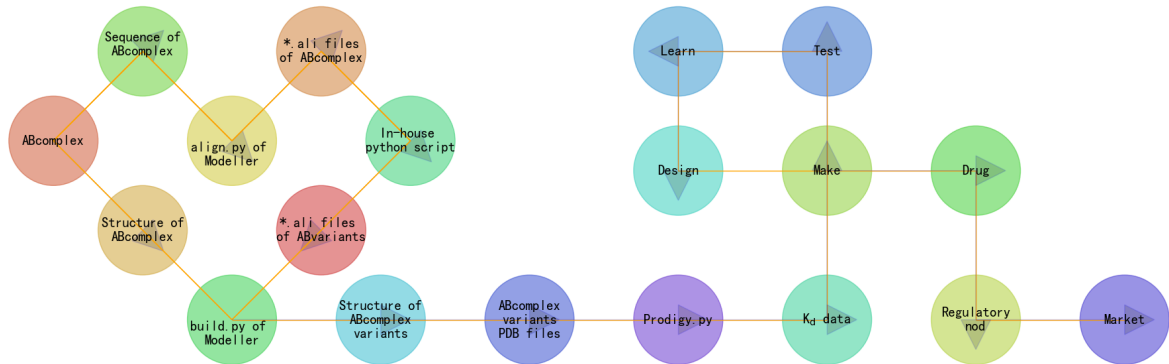 Sequence of
ABcomplex
*.ali files
of ABcomplex
Learn
Test
ABcomplex
align.py of
Modeller
In-house
python script
Design
Make
Drug
Structure of
ABcomplex
*.ali files
of ABvariants
build.py of
Modeller
Structure of
ABcomplex
variants
ABcomplex
variants
PDB files
Prodigy.py
Kd data
Regulatory
nod
Market